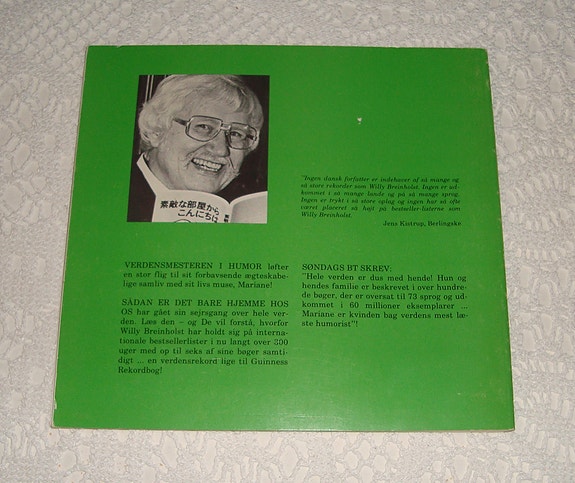 素敵な部屋から
こんにちは
"Ingen dansk forfatter er indehaver af så mange og
så store rekorder som Willy Breinholst. Ingen er ud-
kommet i så mange lande og på så mange sprog.
Ingen er trykt i så store oplag og ingen har så ofte
været placeret så højt på bestseller-listerne som
Willy Breinholst.
Jens Kistrup, Berlingske
VERDENSMESTEREN I HUMOR løfter
en stor flig til sit forbavsende ægteskabe-
lige samliv med sit livs muse, Mariane!
SÅDAN ER DET BARE HJEMME HOS
OS har gået sin sejrsgang over hele ver-
den. Læs den – og De vil forstå, hvorfor
Willy Breinholst har holdt sig på interna-
tionale bestsellerlister i nu langt over 300
uger med op til seks af sine bøger samti-
digt ... en verdensrekord lige til Guinness
Rekordbog!
SØNDAGS BT SKREV:
"Hele verden er dus med hende! Hun og
hendes familie er beskrevet i over hundre-
de bøger, der er oversat til 73 sprog og ud-
kommet i 60 millioner eksemplarer ...
Mariane er kvinden bag verdens mest læ-
ste humorist"!